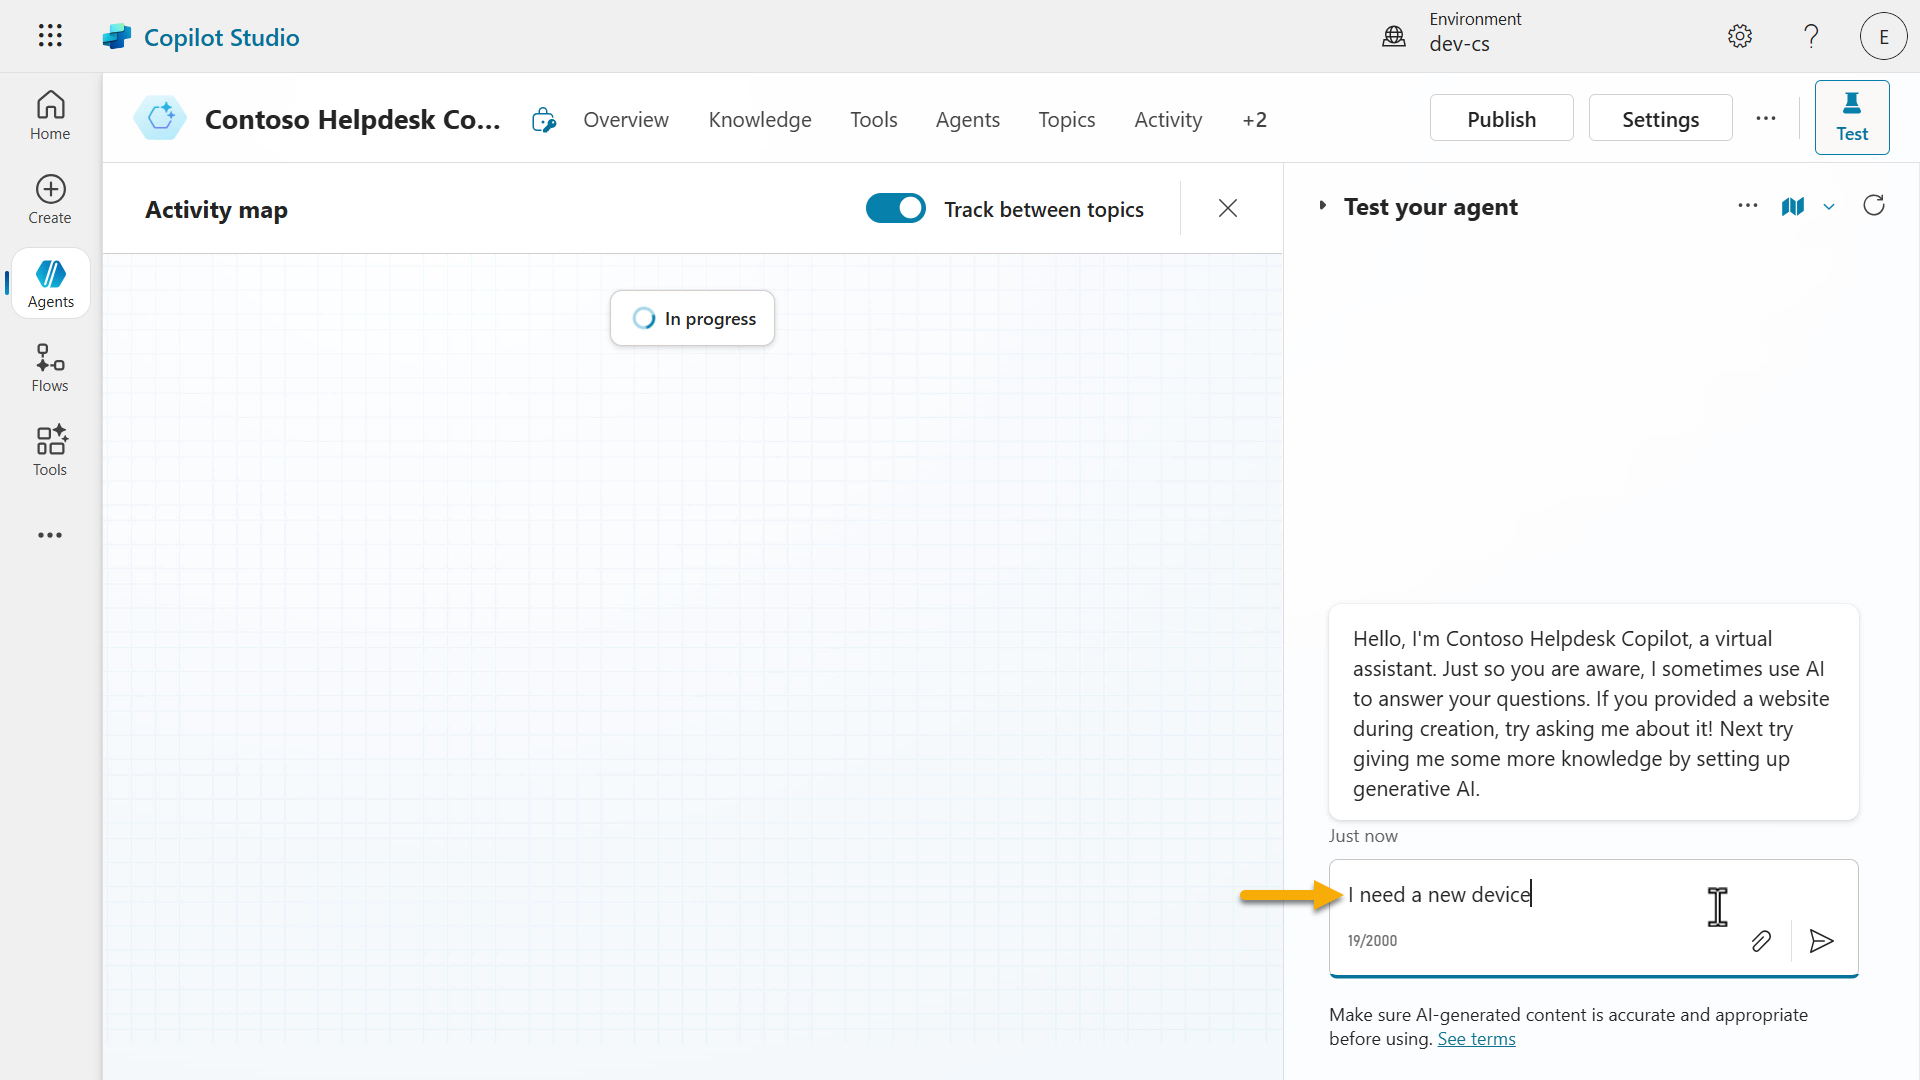 Copilot Studio
Environment
dev-cs
E
Home
Create
Agents
Flows
Tools
Contoso Helpdesk Co...
Overview
Knowledge
Tools
Agents
Topics
Activity
+2
Publish
Settings
Test
Activity map
Track between topics
In progress
Test your agent
Hello, I'm Contoso Helpdesk Copilot, a virtual
assistant. Just so you are aware, I sometimes use AI
to answer your questions. If you provided a website
during creation, try asking me about it! Next try
giving me some more knowledge by setting up
generative AI.
Just now
I need a new device
19/2000
Make sure AI-generated content is accurate and appropriate
before using. See terms